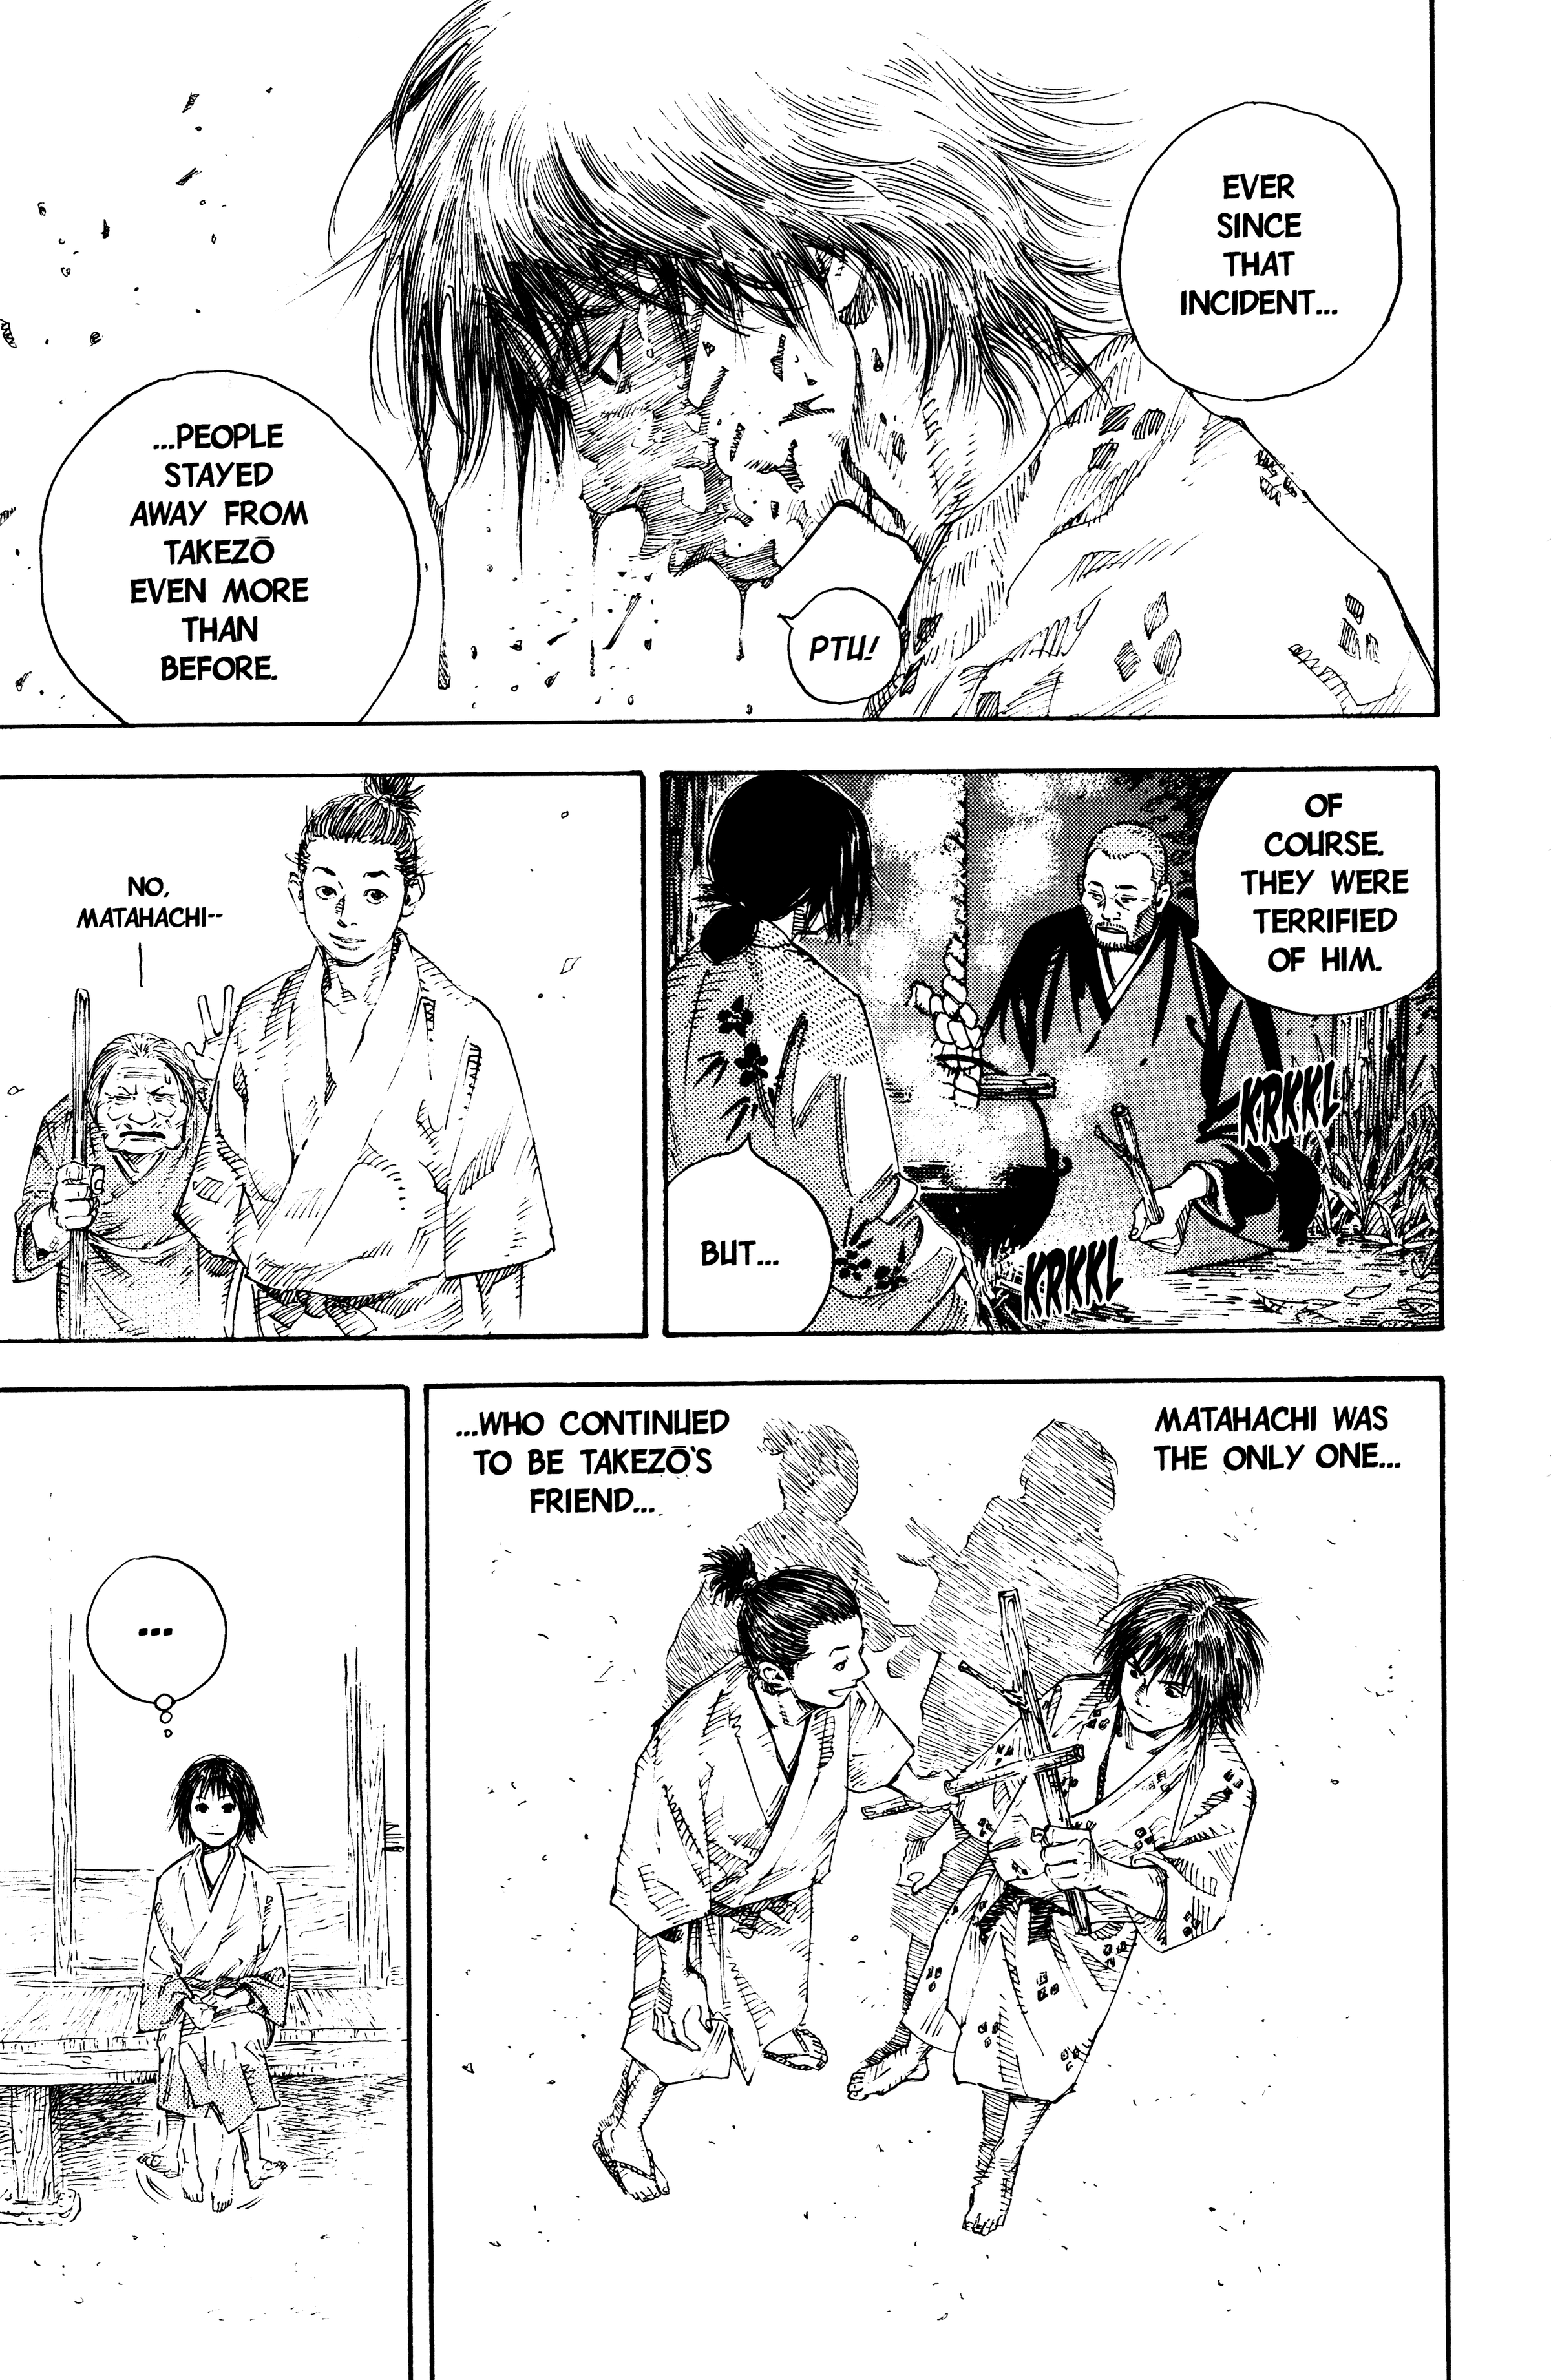 EVER
SINCE
THAT
INCIDENT...
...PEOPLE
STAYED
AWAY FROM
TAKEZŌ
EVEN MORE
THAN
BEFORE.
PTU!
OF
COURSE.
THEY WERE
TERRIFIED
OF HIM.
KRKKL
KRKKL
BUT...
NO,
MATAHACHI--
MATAHACHI WAS
THE ONLY ONE...
...WHO CONTINUED
TO BE TAKEZŌ'S
FRIEND...
...